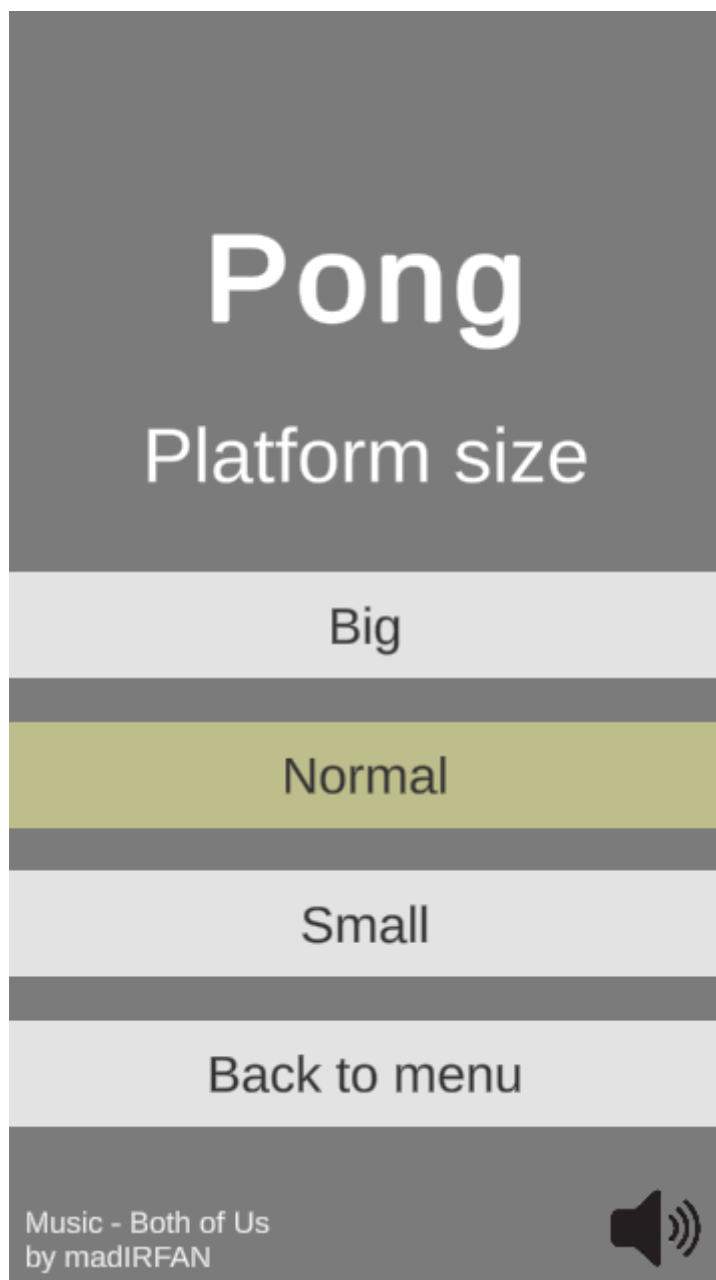 Pong
Platform size
Big
Normal
Small
Back to menu
Music - Both of Us
by madIRFAN